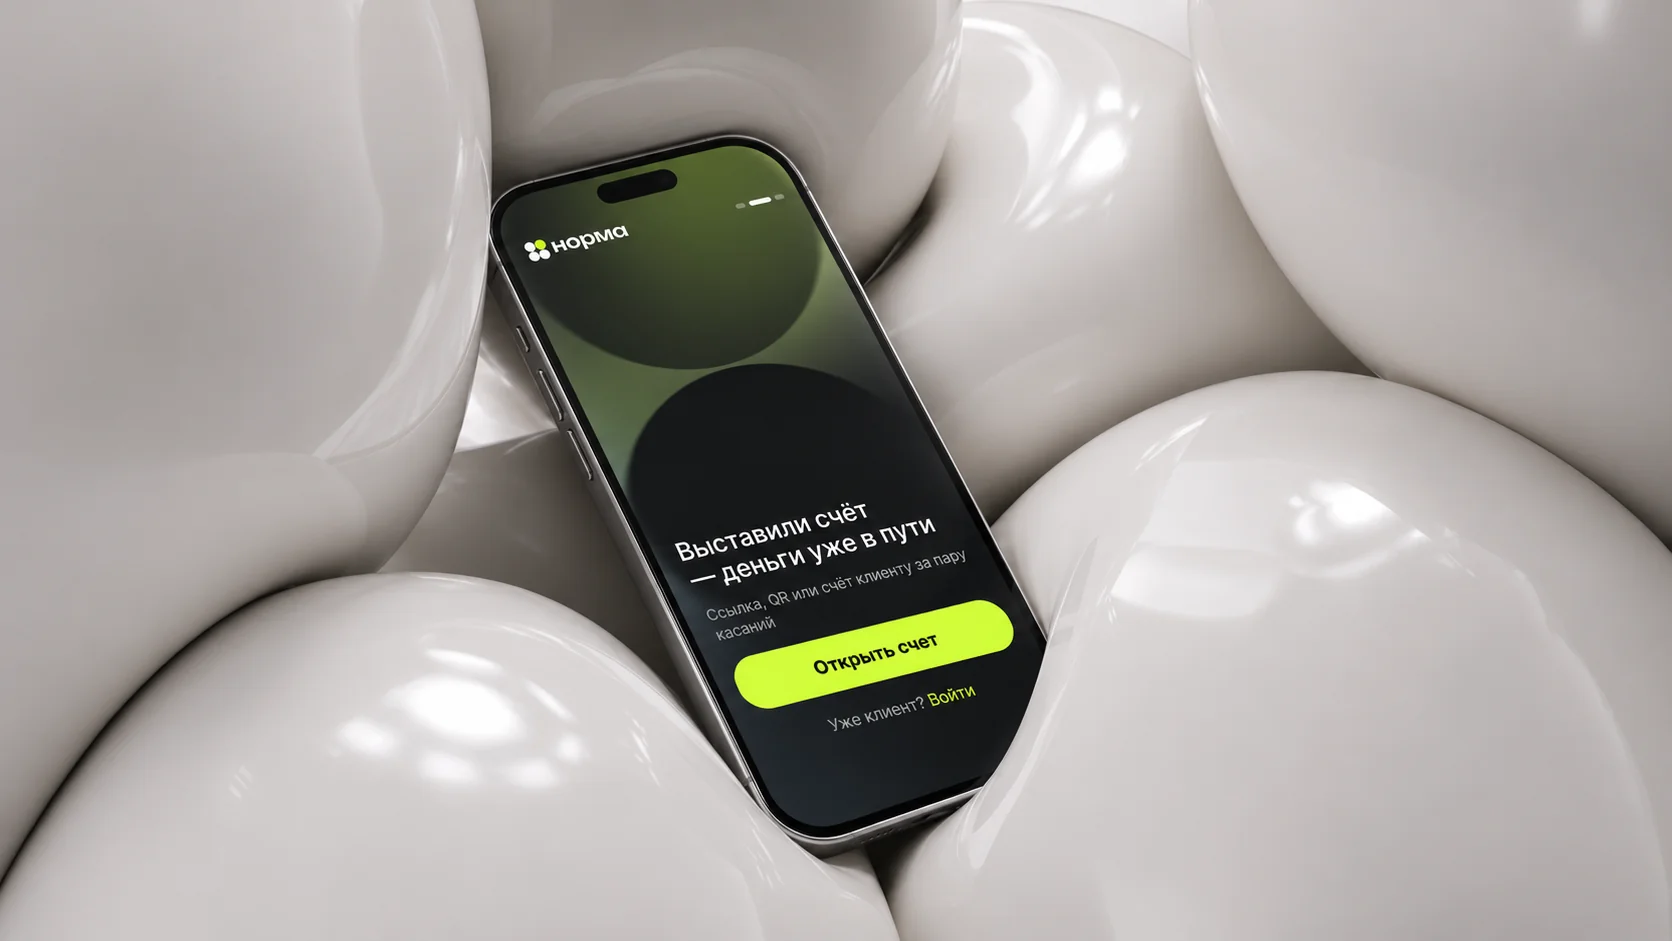 норма
Выставили счёт
— деньги уже в пути
Ссылка, QR или счёт клиенту за пару
касаний
Открыть счет
Уже клиент? Войти